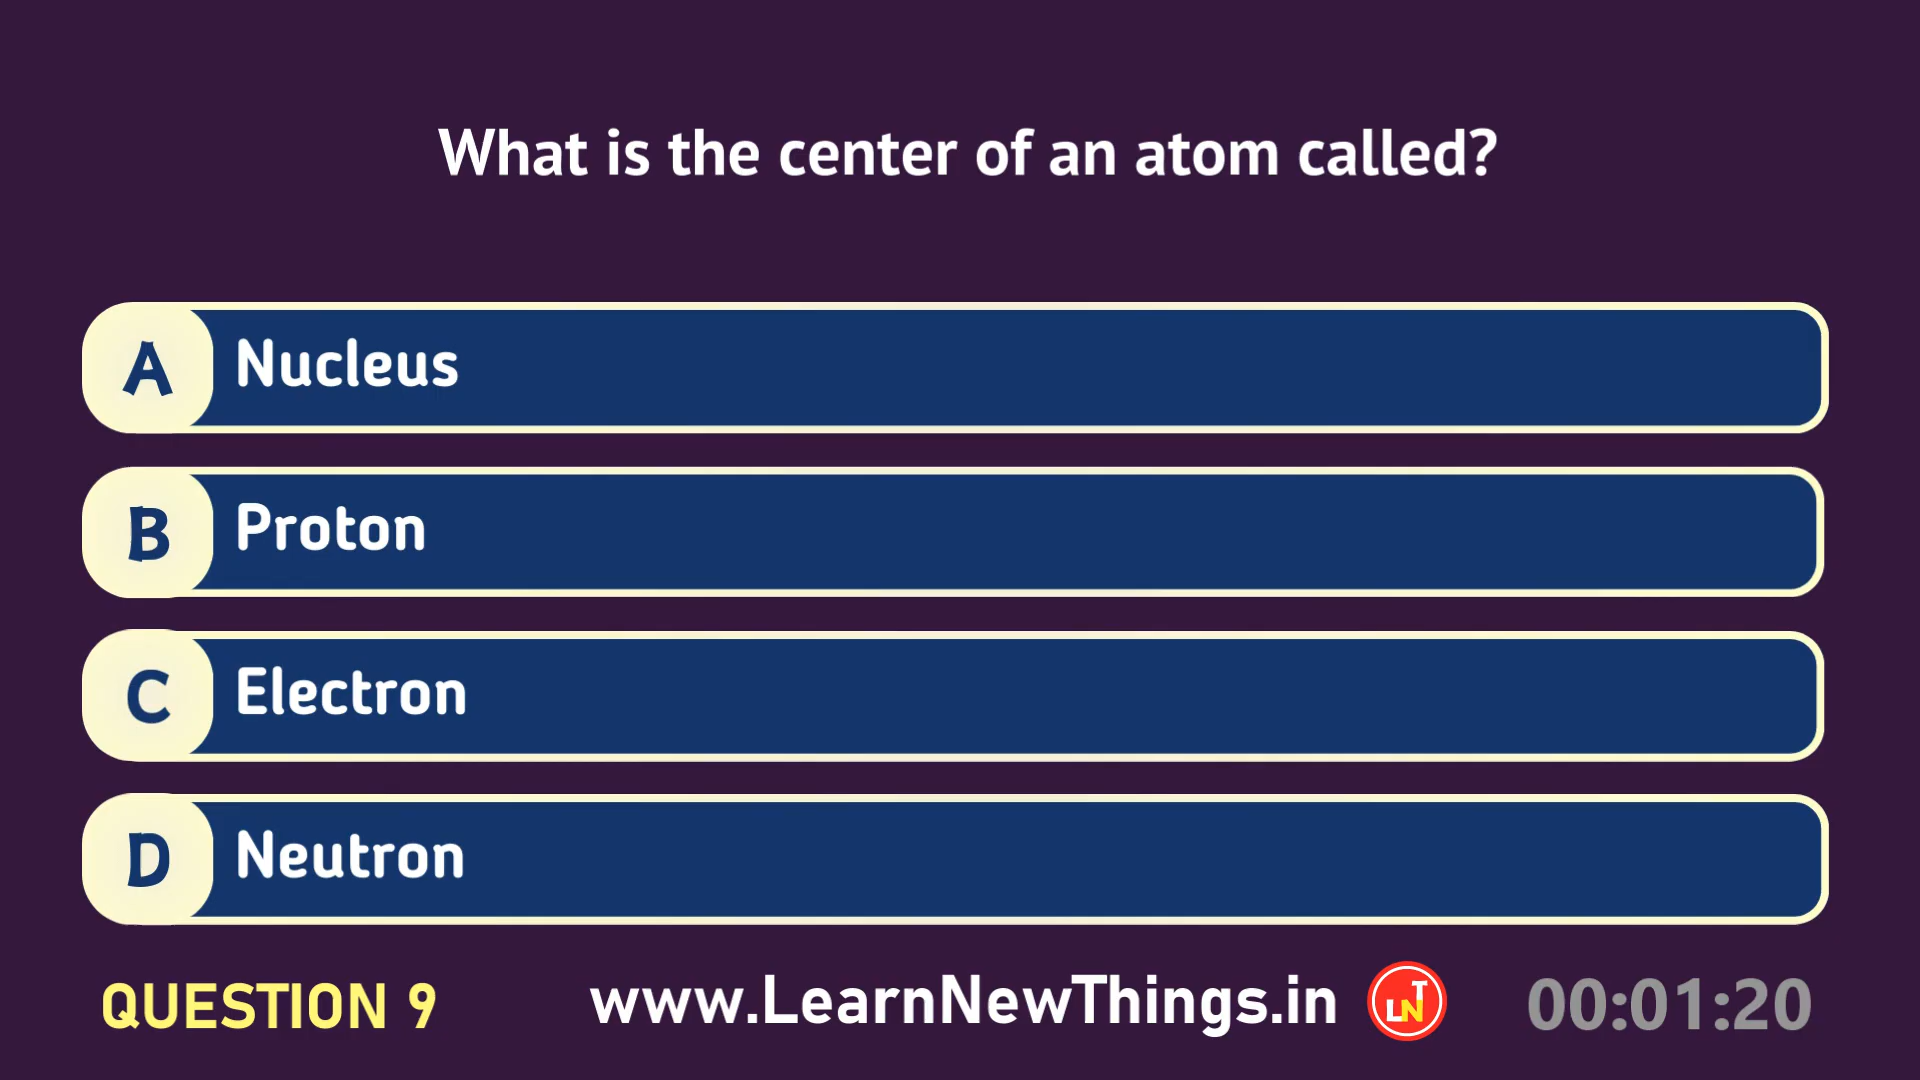 What is the center of an atom called?
A Nucleus
B Proton
C Electron
D Neutron
QUESTION 9 www.LearnNewThings.in LNT 00:01:20